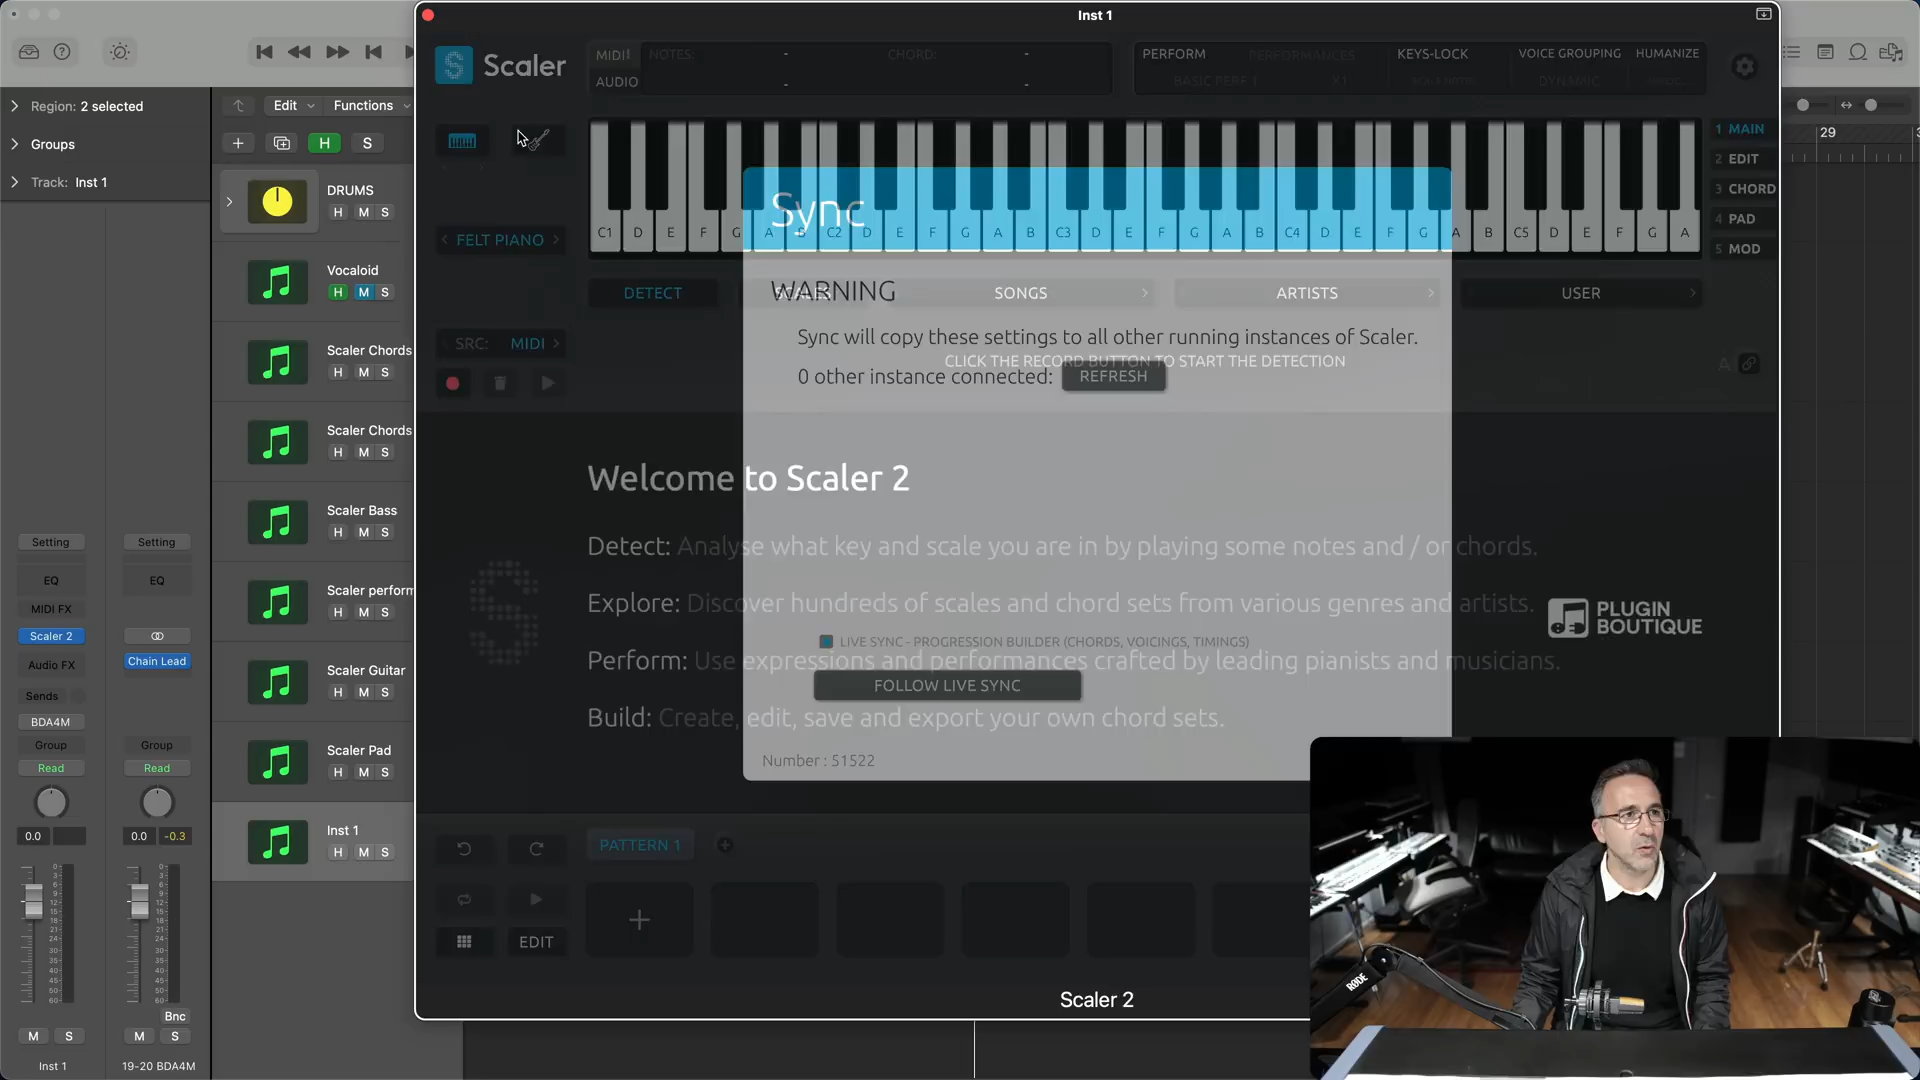 Inst 1
Scaler
MIDI
AUDIO
NOTES:
-
CHORD:
-
-
-
PERFORM
PERFORMANCES
BASIC PERF 1
X1
KEYS-LOCK
VOICE GROUPING
DYNAMIC
HUMANIZE
Region: 2 selected
Groups
Track: Inst 1
Edit
Functions
H
S
DRUMS
H M S
Vocaloid
H M S
Scaler Chords
H M S
Scaler Chords
H M S
Scaler Bass
H M S
Scaler perform
H M S
Scaler Guitar
H M S
Scaler Pad
H M S
Inst 1
H M S
29
1 MAIN
2 EDIT
3 CHORD
4 PAD
5 MOD
C1 D E F G A B C2 D E F G A B C3 D E F G A B C4 D E F G A B C5 D E F G A
FELT PIANO
Sync
DETECT
SCALES
SONGS
ARTISTS
USER
WARNING
SRC: MIDI
Sync will copy these settings to all other running instances of Scaler.
CLICK THE RECORD BUTTON TO START THE DETECTION
A
0 other instance connected:
REFRESH
Welcome to Scaler 2
Detect: Analyse what key and scale you are in by playing some notes and / or chords.
Explore: Discover hundreds of scales and chord sets from various genres and artists.
PLUGIN
BOUTIQUE
LIVE SYNC - PROGRESSION BUILDER (CHORDS, VOICINGS, TIMINGS)
Perform: Use expressions and performances crafted by leading pianists and musicians.
FOLLOW LIVE SYNC
Build: Create, edit, save and export your own chord sets.
Number : 51522
PATTERN 1
EDIT
Scaler 2
Setting
Setting
EQ
EQ
MIDI FX
Scaler 2
Chain Lead
Audio FX
Sends
BDA4M
Group
Group
Read
Read
0.0
0.0
-0.3
Bnc
M S
M S
Inst 1
19-20 BDA4M
RØDE